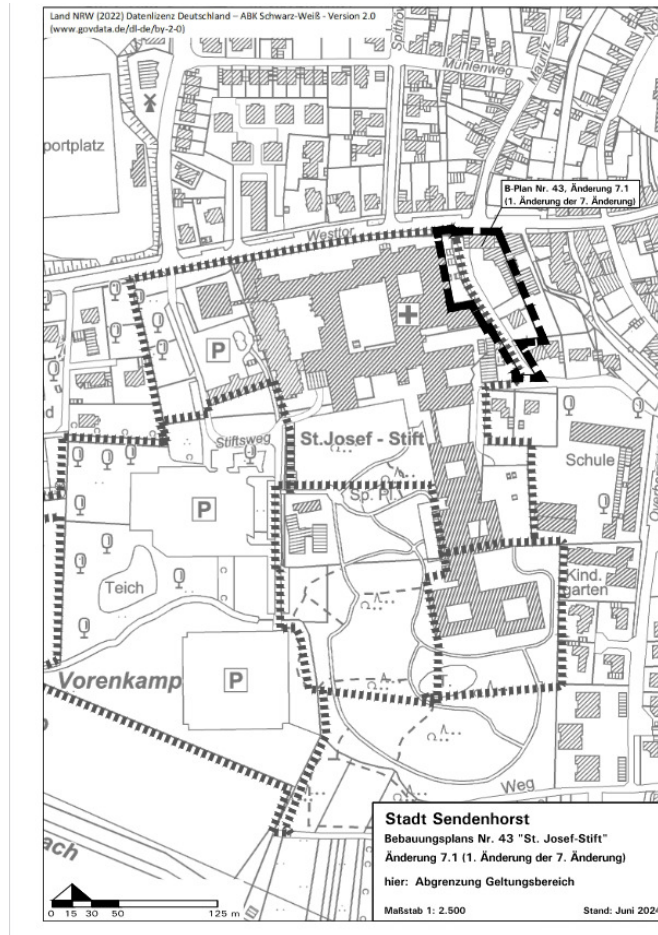 Land NRW (2022) Datenlizenz Deutschland – ABK Schwarz-Weiß - Version 2.0
(www.govdata.de/dl-de/by-2-0)
Mühlenweg
portplatz
B-Plan Nr. 43, Änderung 7.1
(1. Änderung der 7. Änderung)
Westtor
P
Stiftsweg
St.Josef - Stift
Schule
Sp. Pl.
P
Teich
Kind.
garten
Vorenkamp
P
Weg
ach
Stadt Sendenhorst
Bebauungsplans Nr. 43 "St. Josef-Stift"
Änderung 7.1 (1. Änderung der 7. Änderung)
hier: Abgrenzung Geltungsbereich
Maßstab 1: 2.500
Stand: Juni 2024
0 15 30 50 125 m